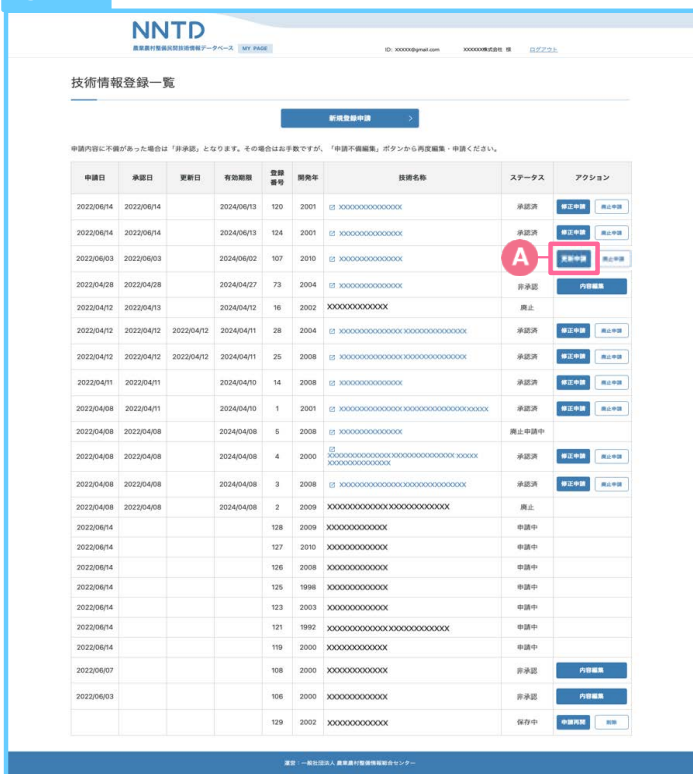 NNTD
農業農村整備民間技術情報データベース MY PAGE
ID: XXXXX@gmail.com XXXXXX株式会社 様 ログアウト
技術情報登録一覧
新規登録申請
申請内容に不備があった場合は「非承認」となります。その場合はお手数ですが、「申請不備編集」ボタンから再度編集・申請ください。
申請日 承認日 更新日 有効期限 登録番号 開発年 技術名称 ステータス アクション
2022/06/14 2022/06/14 2024/06/13 120 2001 XXXXXXXXXXXXXX 承認済 修正申請 廃止申請
2022/06/14 2022/06/14 2024/06/13 124 2001 XXXXXXXXXXXXXX 承認済 修正申請 廃止申請
2022/06/03 2022/06/03 2024/06/02 107 2010 XXXXXXXXXXXXXX A 更新申請 廃止申請
2022/04/28 2022/04/28 2024/04/27 73 2004 XXXXXXXXXXXXXX 非承認 内容編集
2022/04/12 2022/04/13 2024/04/12 16 2002 XXXXXXXXXXXX 廃止
2022/04/12 2022/04/12 2022/04/12 2024/04/11 28 2004 XXXXXXXXXXXXXX XXXXXXXXXXXXXX 承認済 修正申請 廃止申請
2022/04/12 2022/04/12 2022/04/12 2024/04/11 25 2008 XXXXXXXXXXXXXX XXXXXXXXXXXXXX 承認済 修正申請 廃止申請
2022/04/11 2022/04/11 2024/04/10 14 2008 XXXXXXXXXXXXXX 承認済 修正申請 廃止申請
2022/04/08 2022/04/11 2024/04/10 1 2001 XXXXXXXXXXXXXX XXXXXXXXXXXXXXXXXXX 承認済 修正申請 廃止申請
2022/04/08 2022/04/08 2024/04/08 5 2008 XXXXXXXXXXXXXX 廃止申請中
2022/04/08 2022/04/08 2024/04/08 4 2000 XXXXXXXXXXXXXX XXXXXXXXXXXXXX XXXXX XXXXXXXXXXXXXX 承認済 修正申請 廃止申請
2022/04/08 2022/04/08 2024/04/08 3 2008 XXXXXXXXXXXXXX XXXXXXXXXXXXXX 承認済 修正申請 廃止申請
2022/04/08 2022/04/08 2024/04/08 2 2009 XXXXXXXXXXXX XXXXXXXXXXXX 廃止
2022/06/14 128 2009 XXXXXXXXXXXX 申請中
2022/06/14 127 2010 XXXXXXXXXXXX 申請中
2022/06/14 126 2008 XXXXXXXXXXXX 申請中
2022/06/14 125 1998 XXXXXXXXXXXX 申請中
2022/06/14 123 2003 XXXXXXXXXXXX 申請中
2022/06/14 121 1992 XXXXXXXXXXXX XXXXXXXXXXXX 申請中
2022/06/14 119 2000 XXXXXXXXXXXX 申請中
2022/06/07 108 2000 XXXXXXXXXXXX 非承認 内容編集
2022/06/03 106 2000 XXXXXXXXXXXX 非承認 内容編集
129 2002 XXXXXXXXXXXX 保存中 申請再開 削除
運営：一般社団法人 農業農村整備情報総合センター